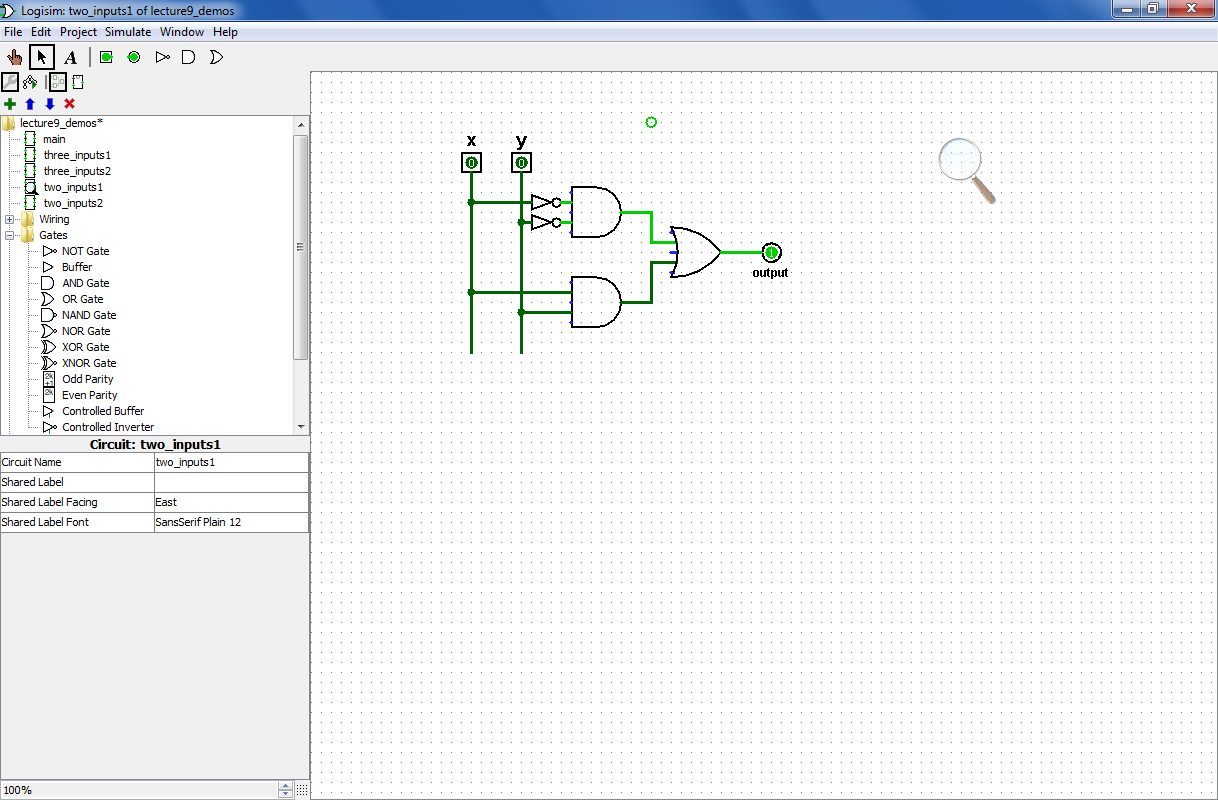 Logisim: two_inputs1 of lecture9_demos
File Edit Project Simulate Window Help
A
lecture9_demos*
main
three_inputs1
three_inputs2
two_inputs1
two_inputs2
Wiring
Gates
NOT Gate
Buffer
AND Gate
OR Gate
NAND Gate
NOR Gate
XOR Gate
XNOR Gate
Odd Parity
Even Parity
Controlled Buffer
Controlled Inverter
Circuit: two_inputs1
Circuit Name two_inputs1
Shared Label
Shared Label Facing East
Shared Label Font SansSerif Plain 12
100%
x y
0 0
1
output